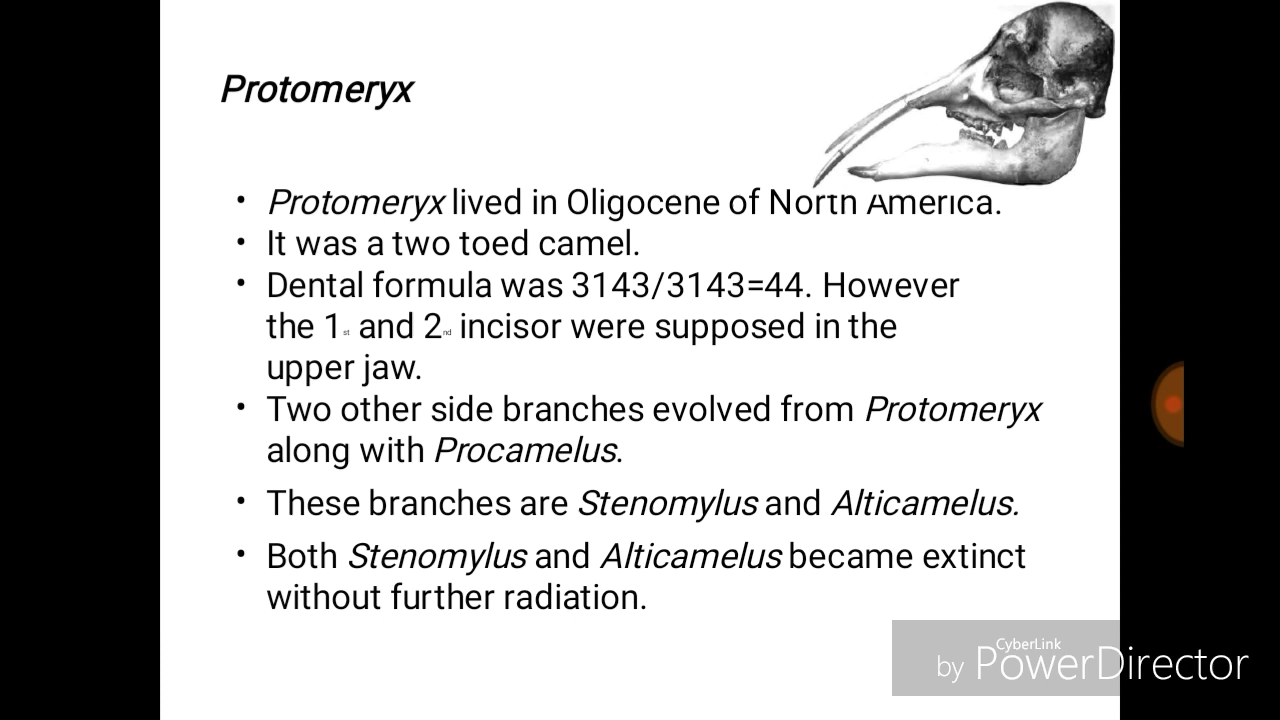 Protomeryx
• Protomeryx lived in Oligocene of North America.
• It was a two toed camel.
• Dental formula was 3143/3143=44. However
the 1st and 2nd incisor were supposed in the
upper jaw.
• Two other side branches evolved from Protomeryx
along with Procamelus.
• These branches are Stenomylus and Alticamelus.
• Both Stenomylus and Alticamelus became extinct
without further radiation.
CyberLink
by PowerDirector